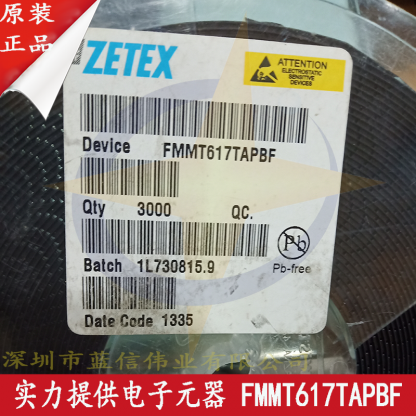 原装
正品
ZETEX
ATTENTION
ELECTROSTATIC
SENSITIVE
DEVICES
Device FMMT617TAPBF
Qty 3000 QC.
Pb
Batch 1L730815.9
Pb-free
Date Code 1335
深圳市蓝信伟业有限公司
实力提供电子元器 FMMT617TAPBF